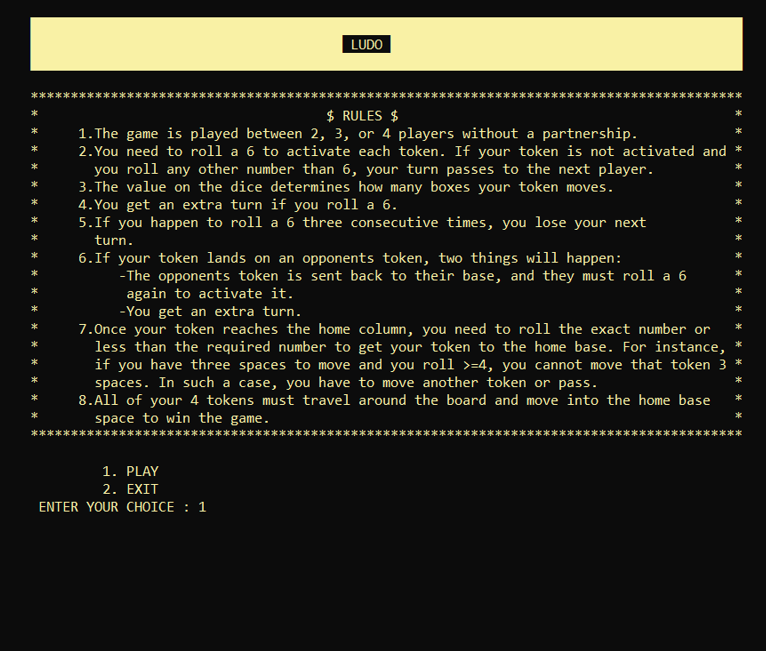 LUDO
*****************************************************************************************
* $ RULES $ *
* 1.The game is played between 2, 3, or 4 players without a partnership. *
* 2.You need to roll a 6 to activate each token. If your token is not activated and *
* you roll any other number than 6, your turn passes to the next player. *
* 3.The value on the dice determines how many boxes your token moves. *
* 4.You get an extra turn if you roll a 6. *
* 5.If you happen to roll a 6 three consecutive times, you lose your next *
* turn. *
* 6.If your token lands on an opponents token, two things will happen: *
* -The opponents token is sent back to their base, and they must roll a 6 *
* again to activate it. *
* -You get an extra turn. *
* 7.Once your token reaches the home column, you need to roll the exact number or *
* less than the required number to get your token to the home base. For instance, *
* if you have three spaces to move and you roll >=4, you cannot move that token 3 *
* spaces. In such a case, you have to move another token or pass. *
* 8.All of your 4 tokens must travel around the board and move into the home base *
* space to win the game. *
*****************************************************************************************
1. PLAY
2. EXIT
ENTER YOUR CHOICE : 1